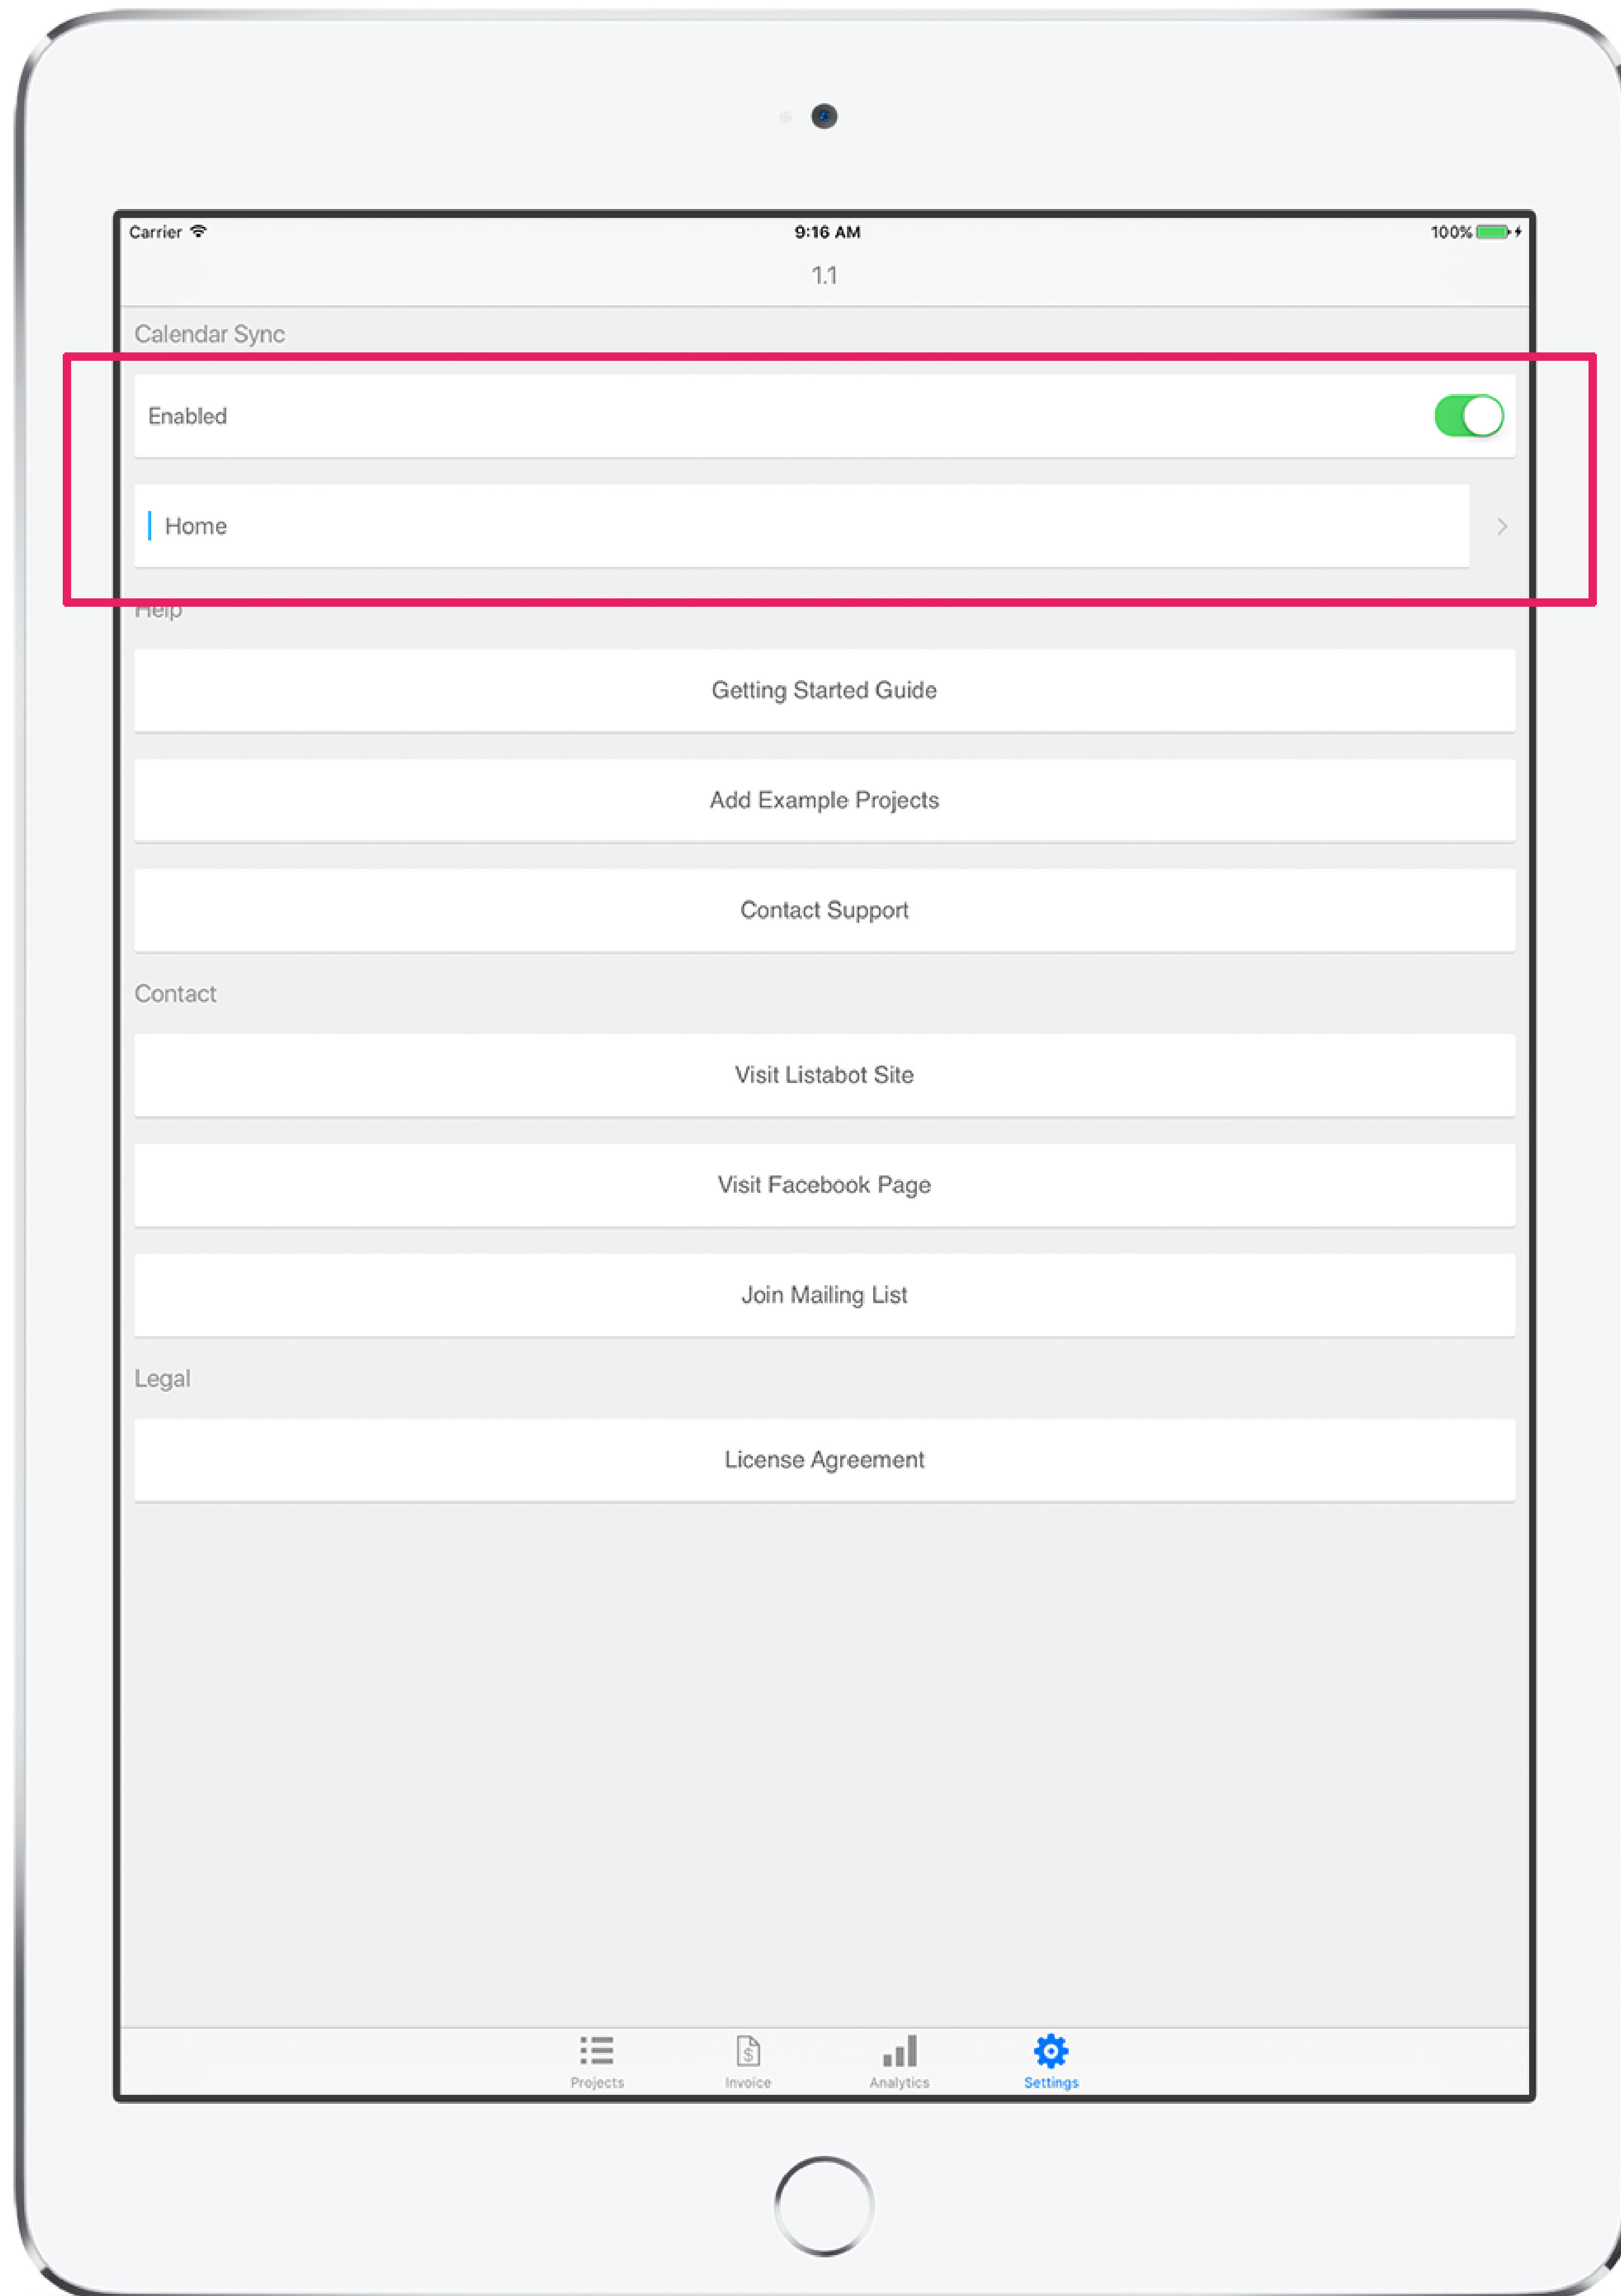 Carrier
9:16 AM
100%
1.1
Calendar Sync
Enabled
Home
Help
Getting Started Guide
Add Example Projects
Contact Support
Contact
Visit Listabot Site
Visit Facebook Page
Join Mailing List
Legal
License Agreement
Projects
Invoice
Analytics
Settings